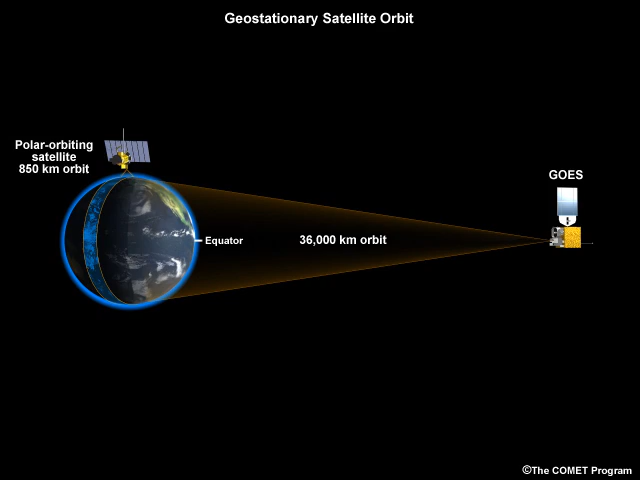 Geostationary Satellite Orbit
Polar-orbiting
satellite
850 km orbit
GOES
Equator
36,000 km orbit
©The COMET Program